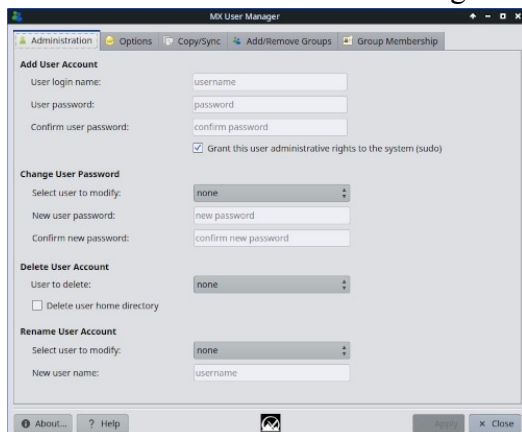 MX User Manager
Administration Options Copy/Sync Add/Remove Groups Group Membership
Add User Account
User login name: username
User password: password
Confirm user password: confirm password
Grant this user administrative rights to the system (sudo)
Change User Password
Select user to modify: none
New user password: new password
Confirm new password: confirm new password
Delete User Account
User to delete: none
Delete user home directory
Rename User Account
Select user to modify: none
New user name: username
About... ? Help Apply × Close